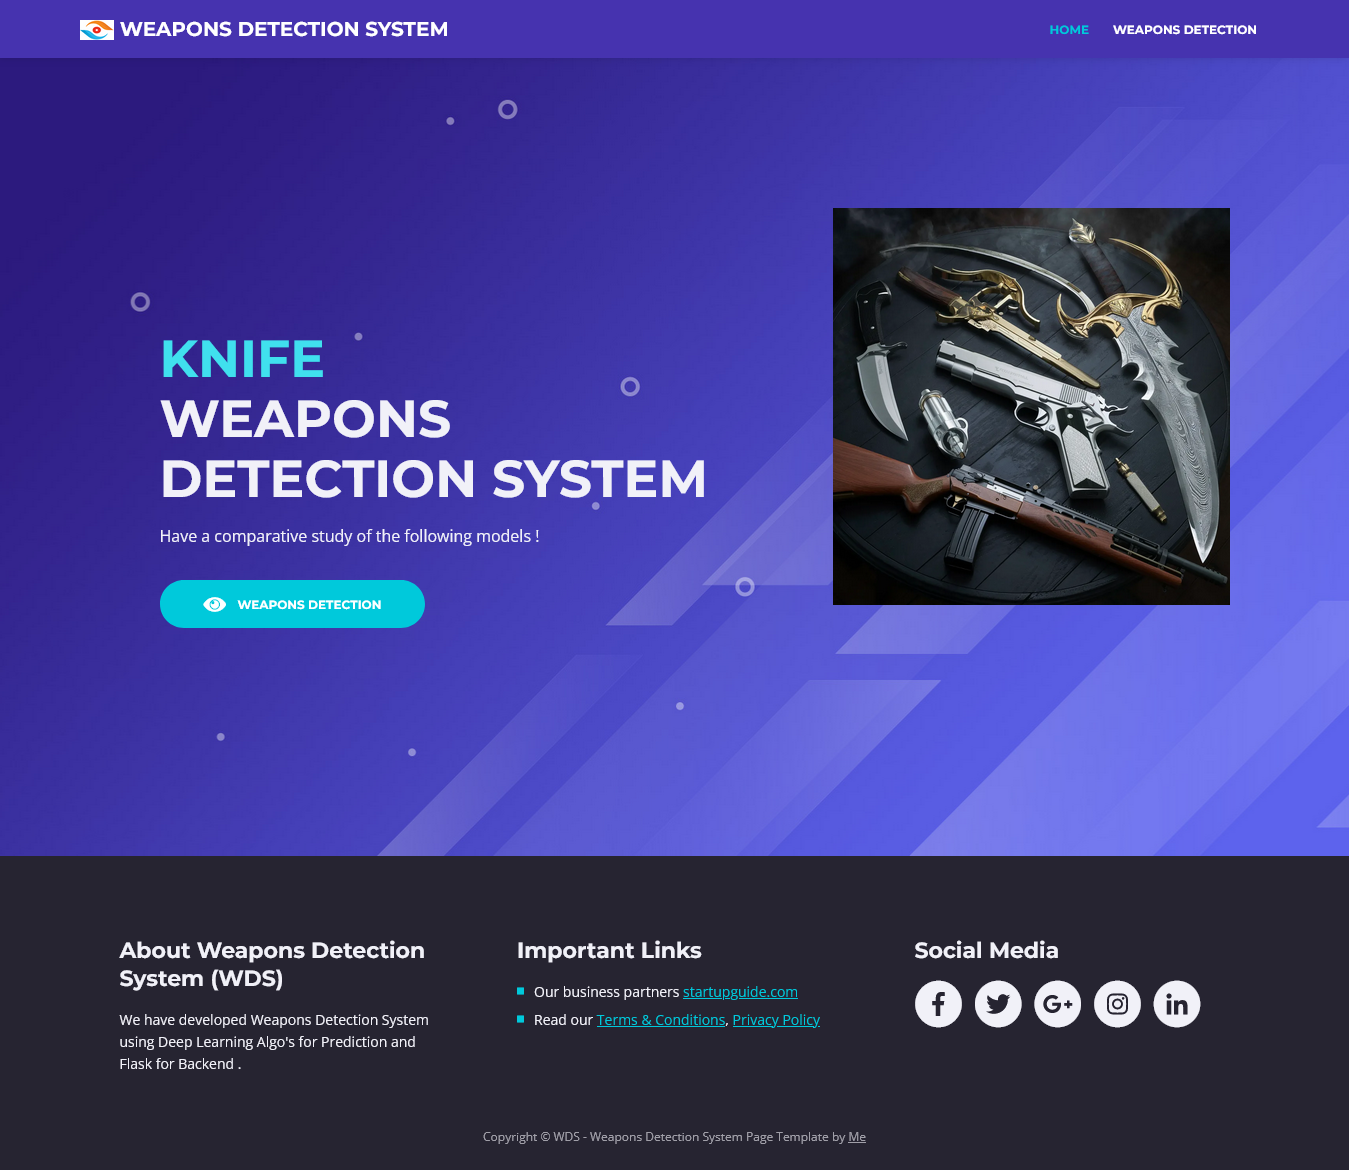 WEAPONS DETECTION SYSTEM
HOME
WEAPONS DETECTION
KNIFE
WEAPONS
DETECTION SYSTEM
Have a comparative study of the following models !
WEAPONS DETECTION
About Weapons Detection
System (WDS)
We have developed Weapons Detection System
using Deep Learning Algo's for Prediction and
Flask for Backend .
Important Links
Our business partners startupguide.com
Read our Terms & Conditions, Privacy Policy
Social Media
Copyright © WDS - Weapons Detection System Page Template by Me